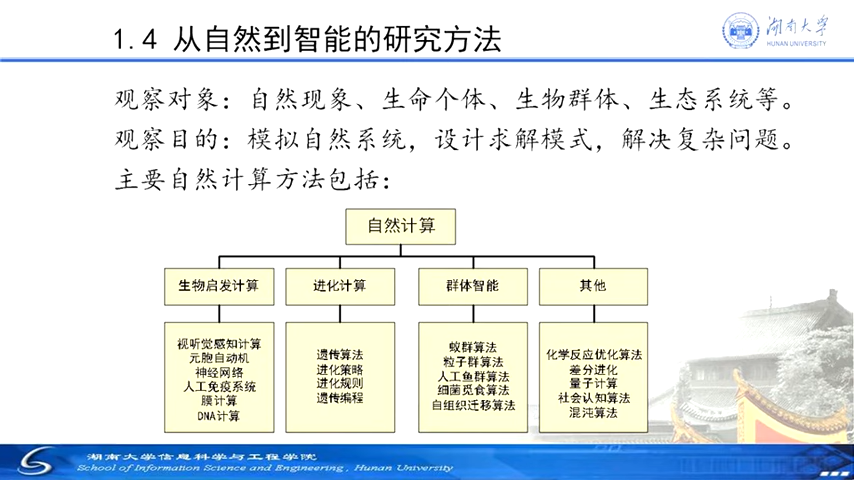 1.4 从自然到智能的研究方法
湖南大学
HUNAN UNIVERSITY
观察对象：自然现象、生命个体、生物群体、生态系统等。
观察目的：模拟自然系统，设计求解模式，解决复杂问题。
主要自然计算方法包括：
自然计算
生物启发计算
进化计算
群体智能
其他
视听觉感知计算
元胞自动机
神经网络
人工免疫系统
膜计算
DNA计算
遗传算法
进化策略
进化规则
遗传编程
蚁群算法
粒子群算法
人工鱼群算法
细菌觅食算法
自组织迁移算法
化学反应优化算法
差分进化
量子计算
社会认知算法
混沌算法
湖南大学信息科学与工程学院
School of Information Science and Engineering, Hunan University